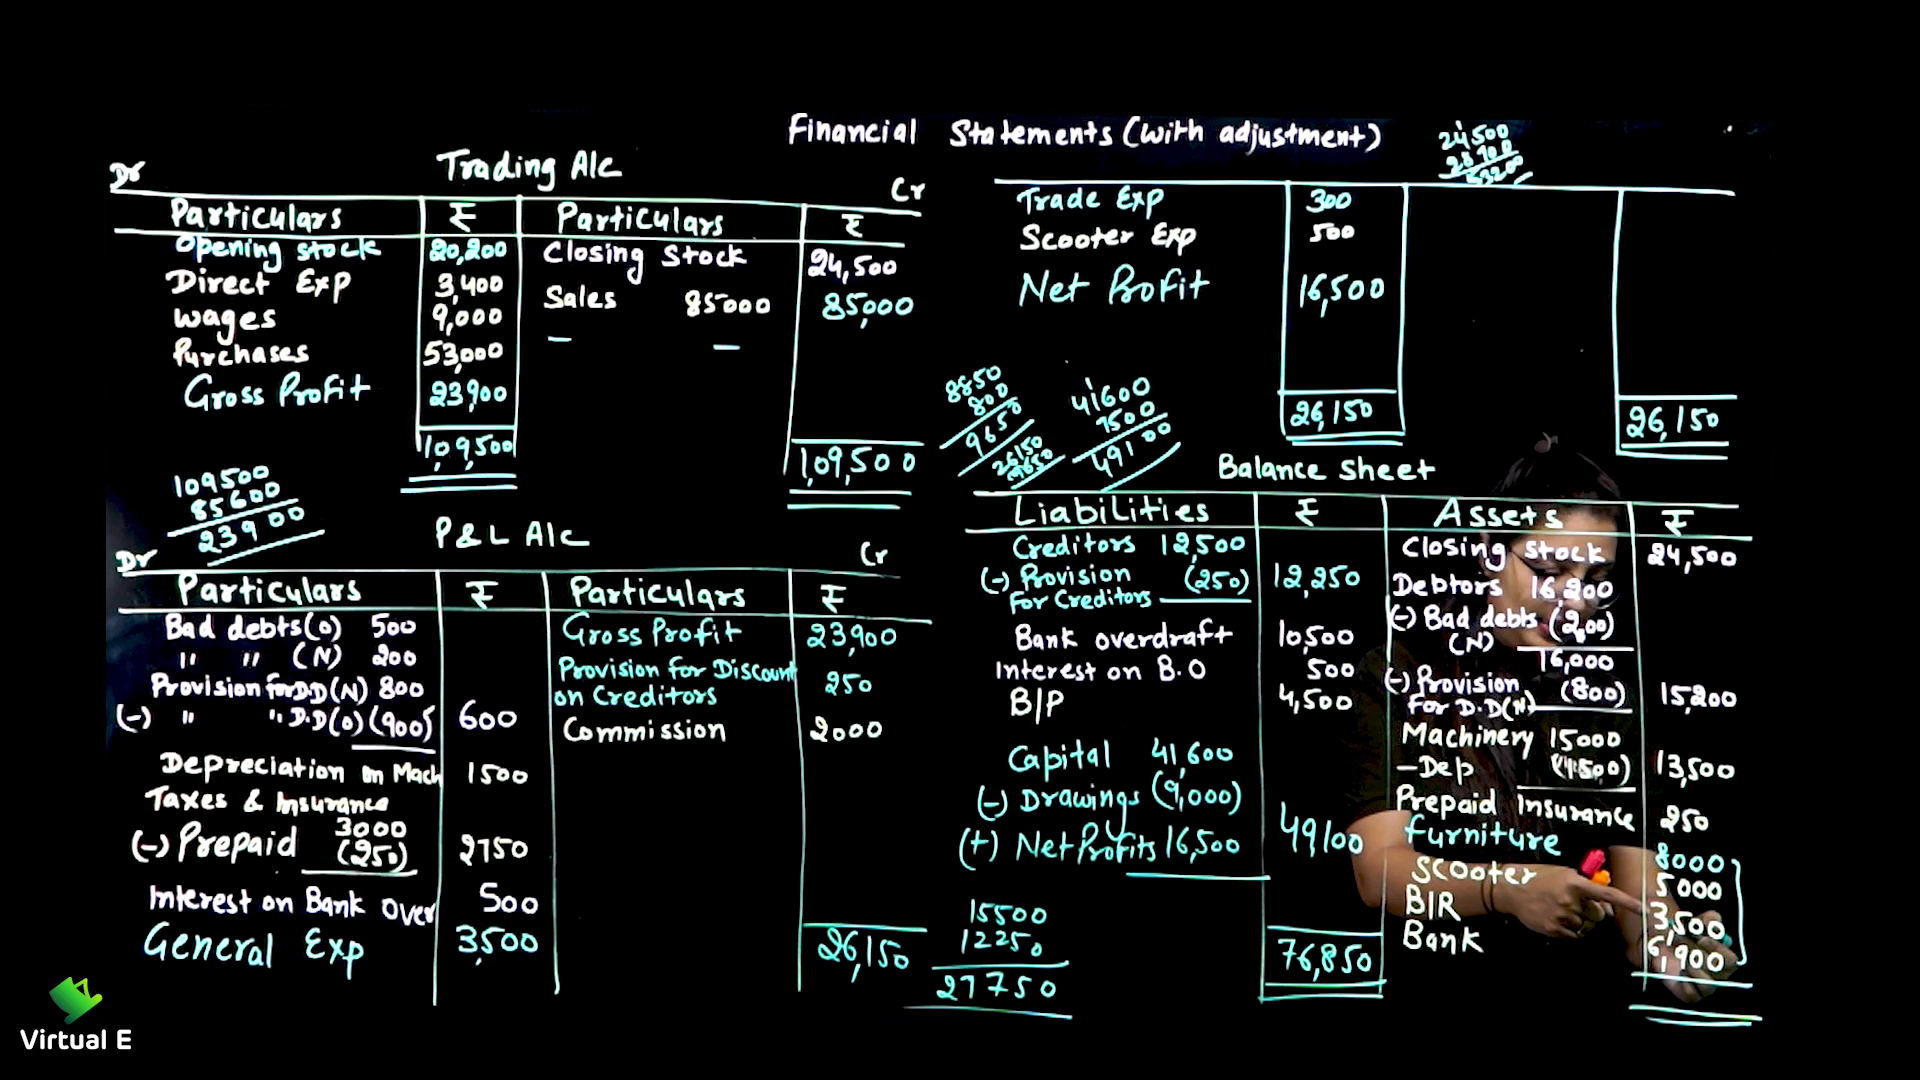 Financial Statements (with adjustment)
24500
28700
53200
Dr Trading A/c Cr
Particulars ₹ Particulars ₹
Opening stock 20,200 Closing Stock 24,500
Direct Exp 3,400 Sales 85000 85,000
Wages 9,000 — —
Purchases 53,000
Gross Profit 23,900
1,09,500 1,09,500
109500
85600
23900
Dr P&L A/c Cr
Particulars ₹ Particulars ₹
Bad debts(O) 500 Gross Profit 23,900
" " (N) 200 Provision for Discount
Provision for D.D(N) 800 on Creditors 250
(-) " " D.D(O) (900) 600 Commission 2000
Depreciation on Mach 1500
Taxes & Insurance
3000
(-) Prepaid (250) 2750
Interest on Bank Over 500
General Exp 3,500
26,150
Trade Exp 300
Scooter Exp 500
Net Profit 16,500
26,150 26,150
8850
800
9650
26150
9650
41600
7500
49100
Balance Sheet
Liabilities ₹ Assets ₹
Creditors 12,500 Closing stock 24,500
(-) Provision (250) 12,250 Debtors 16,200
For Creditors (-) Bad debts (200)
Bank overdraft 10,500 (N) 16,000
Interest on B.O 500 (-) Provision (800) 15,200
B/P 4,500 For D.D(N)
Capital 41,600 Machinery 15000
(-) Drawings (9,000) -Dep (1500) 13,500
(+) Net Profits 16,500 49100 Prepaid Insurance 250
Furniture 8000
Scooter 5000
B/R 3,500
Bank 6,900
76,850
15500
12250
27750
Virtual E